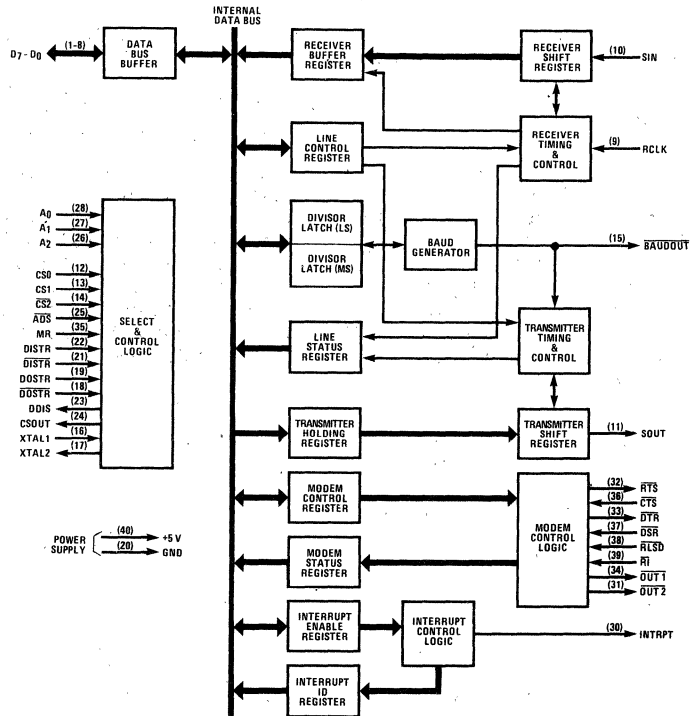 INTERNAL
DATA BUS
D7 - D0
(1-8)
DATA
BUS
BUFFER
RECEIVER
BUFFER
REGISTER
RECEIVER
SHIFT
REGISTER
(10)
SIN
LINE
CONTROL
REGISTER
RECEIVER
TIMING
&
CONTROL
(9)
RCLK
A0
(28)
A1
(27)
A2
(26)
CS0
(12)
CS1
(13)
CS2
(14)
ADS
(25)
MR
(35)
DISTR
(22)
DISTR
(21)
DOSTR
(19)
DOSTR
(18)
DDIS
(23)
CSOUT
(24)
XTAL1
(16)
XTAL2
(17)
SELECT
&
CONTROL
LOGIC
DIVISOR
LATCH (LS)
DIVISOR
LATCH (MS)
BAUD
GENERATOR
(15)
BAUDOUT
LINE
STATUS
REGISTER
TRANSMITTER
TIMING
&
CONTROL
TRANSMITTER
HOLDING
REGISTER
TRANSMITTER
SHIFT
REGISTER
(11)
SOUT
MODEM
CONTROL
REGISTER
MODEM
STATUS
REGISTER
MODEM
CONTROL
LOGIC
(32)
RTS
(36)
CTS
(33)
DTR
(37)
DSR
(38)
RLSD
(39)
RI
(34)
OUT 1
(31)
OUT 2
POWER
SUPPLY
(40)
+5 V
(20)
GND
INTERRUPT
ENABLE
REGISTER
INTERRUPT
CONTROL
LOGIC
(30)
INTRPT
INTERRUPT
ID
REGISTER